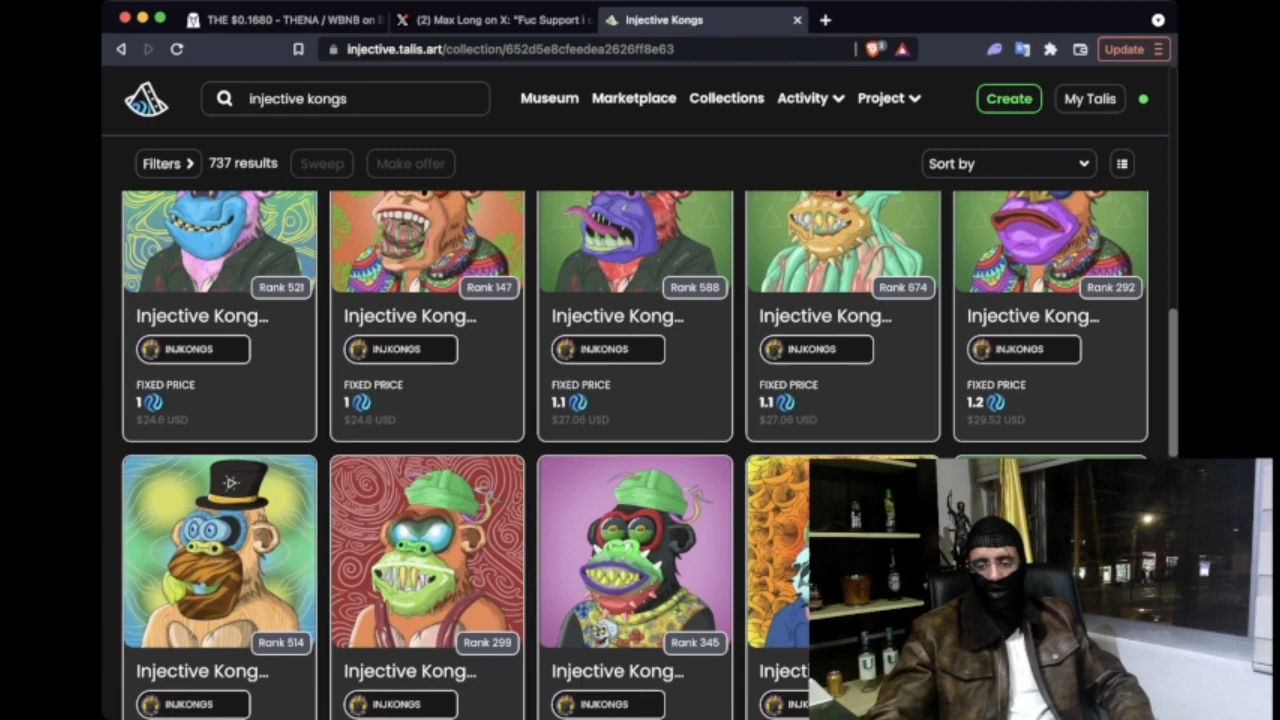 THE $0.1680 - THENA / WBNB on
(2) Max Long on X: "Fuc Support i c
Injective Kongs
injective.talis.art/collection/652d5e8cfeedea2626ff8e63
Update
injective kongs
Museum Marketplace Collections Activity Project
Create My Talis
Filters 737 results Sweep Make offer Sort by
Rank 521 Rank 147 Rank 588 Rank 674 Rank 292
Injective Kong... Injective Kong... Injective Kong... Injective Kong... Injective Kong...
INJKONGS INJKONGS INJKONGS INJKONGS INJKONGS
FIXED PRICE FIXED PRICE FIXED PRICE FIXED PRICE FIXED PRICE
1 1 1.1 1.1 1.2
$24.6 USD $24.6 USD $27.06 USD $27.06 USD $29.52 USD
Rank 514 Rank 299 Rank 345
Injective Kong... Injective Kong... Injective Kong... Injecti
INJKONGS INJKONGS INJKONGS